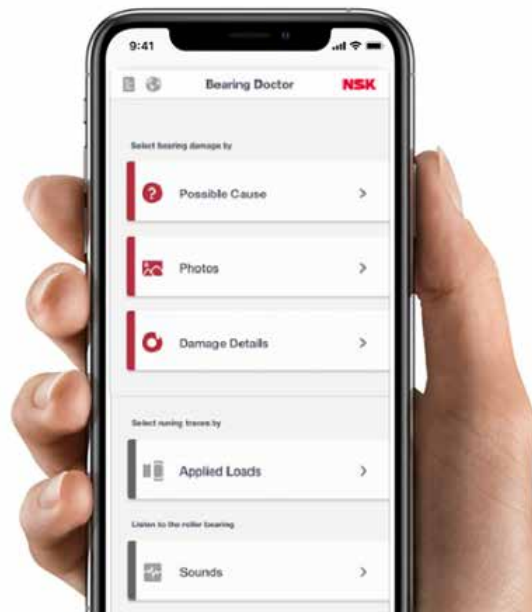 9:41
Bearing Doctor NSK
Select bearing damage by
Possible Cause
Photos
Damage Details
Select runing traces by
Applied Loads
Listen to the roller bearing
Sounds